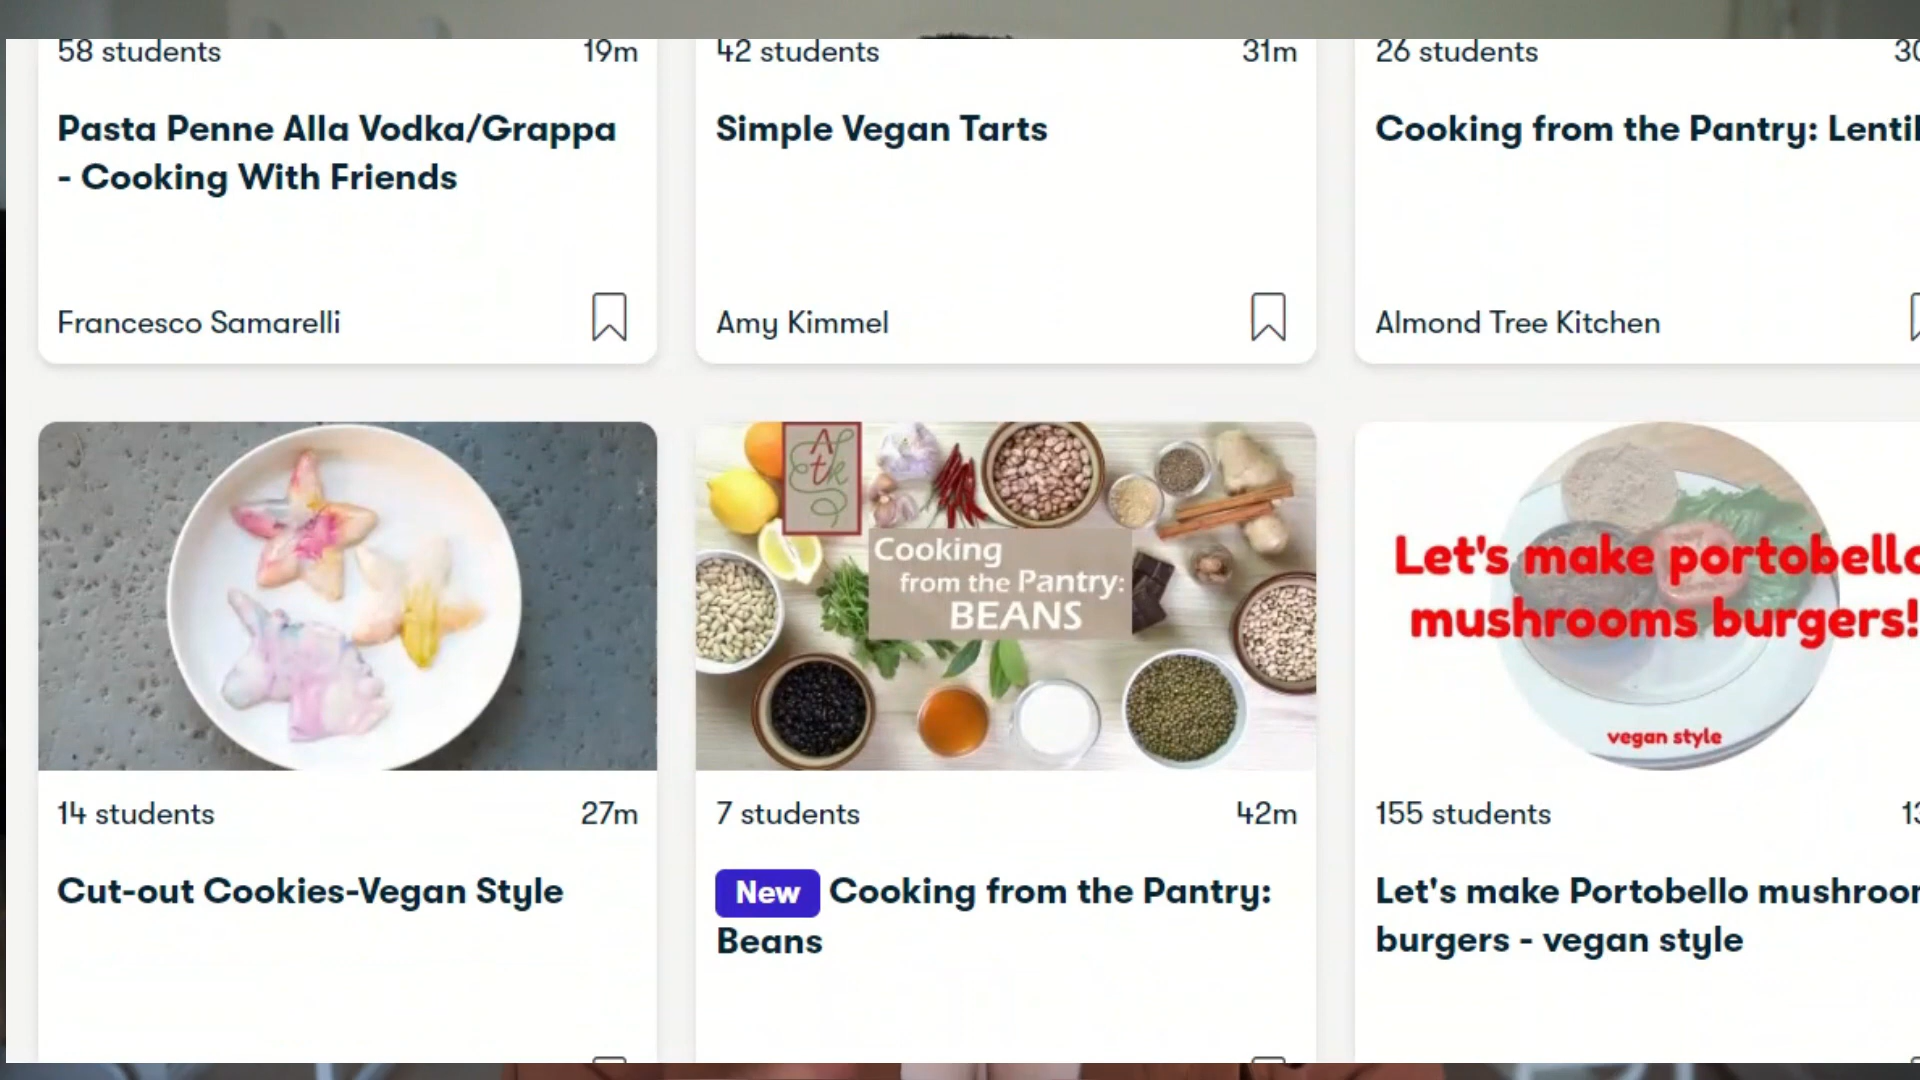 58 students
19m
Pasta Penne Alla Vodka/Grappa
- Cooking With Friends
Francesco Samarelli
42 students
31m
Simple Vegan Tarts
Amy Kimmel
26 students
Cooking from the Pantry:
Almond Tree Kitchen
14 students
27m
Cut-out Cookies-Vegan Style
Atk
Cooking
from the Pantry:
BEANS
7 students
42m
New Cooking from the Pantry:
Beans
Let's make portobello
mushrooms burgers!
vegan style
155 students
Let's make Portobello
burgers - vegan style